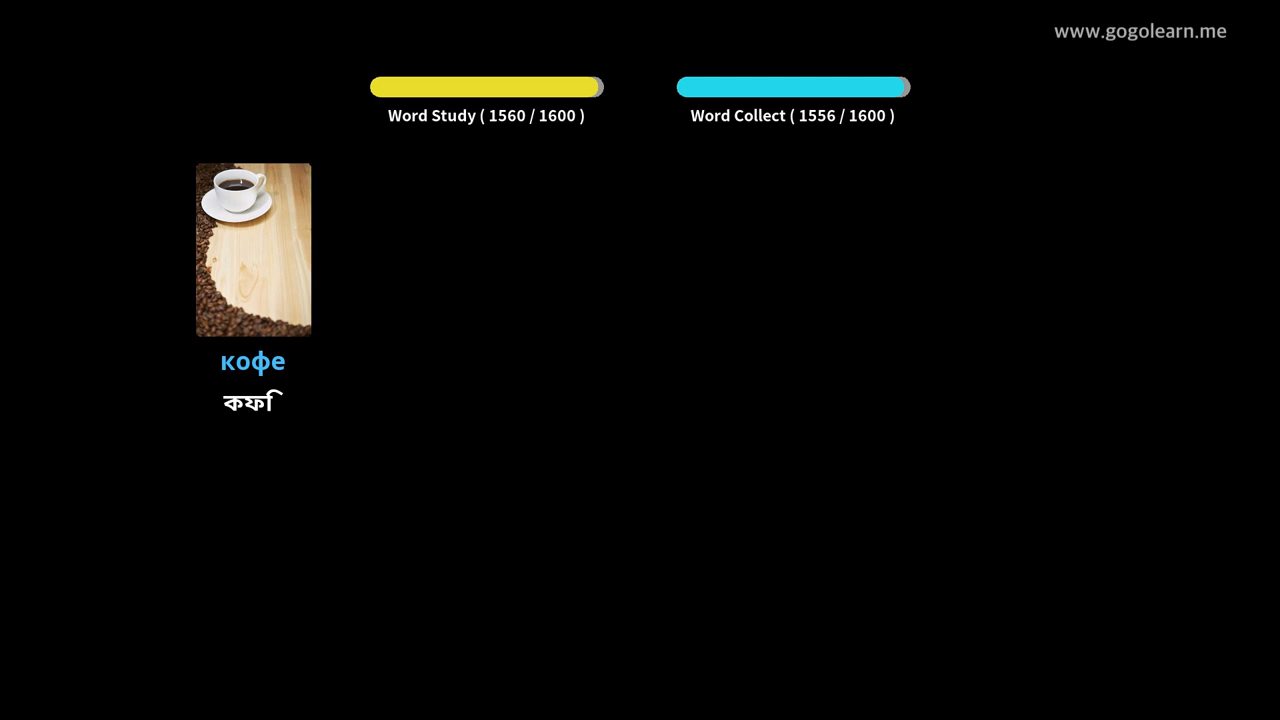 www.gogolearn.me
Word Study ( 1560 / 1600 )
Word Collect ( 1556 / 1600 )
кофе
কফি